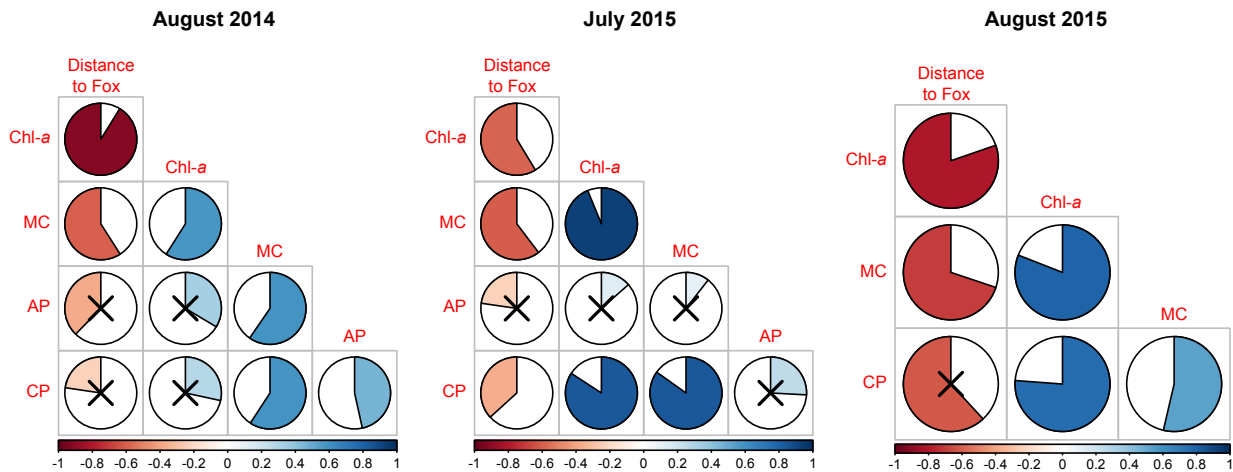 August 2014
Distance
to Fox
Chl-a
Chl-a
MC
MC
AP
AP
CP
-1 -0.8 -0.6 -0.4 -0.2 0 0.2 0.4 0.6 0.8 1
July 2015
Distance
to Fox
Chl-a
Chl-a
MC
MC
AP
AP
CP
-1 -0.8 -0.6 -0.4 -0.2 0 0.2 0.4 0.6 0.8 1
August 2015
Distance
to Fox
Chl-a
Chl-a
MC
MC
CP
-1 -0.8 -0.6 -0.4 -0.2 0 0.2 0.4 0.6 0.8 1